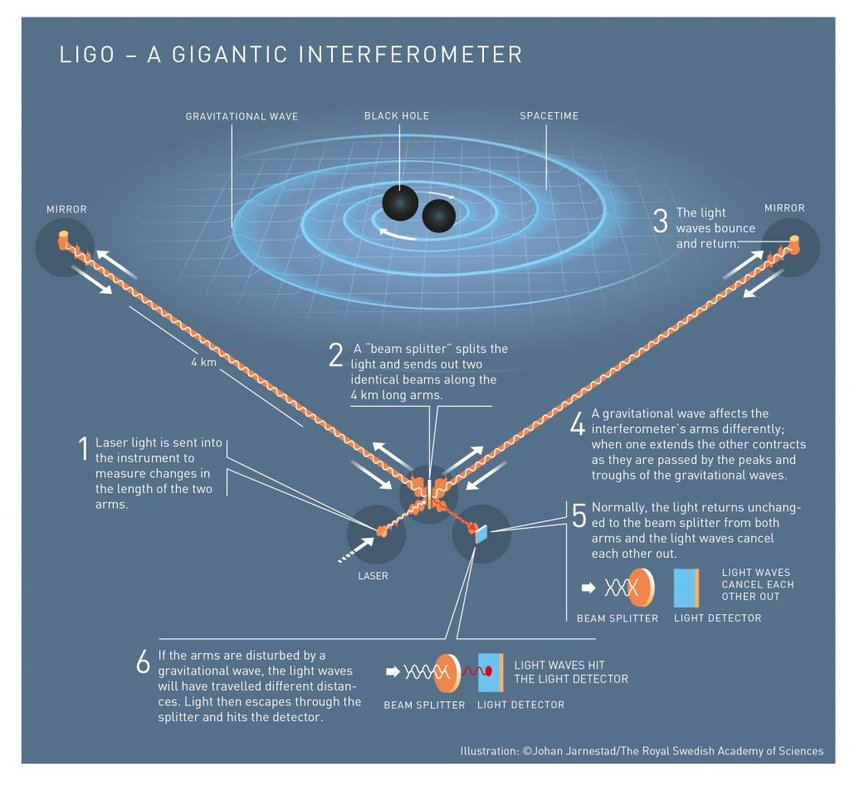 LIGO – A GIGANTIC INTERFEROMETER
GRAVITATIONAL WAVE
BLACK HOLE
SPACETIME
MIRROR
MIRROR
3
The light
waves bounce
and return.
4 km
2
A “beam splitter” splits the
light and sends out two
identical beams along the
4 km long arms.
1
Laser light is sent into
the instrument to
measure changes in
the length of the two
arms.
4
A gravitational wave affects the
interferometer’s arms differently;
when one extends the other contracts
as they are passed by the peaks and
troughs of the gravitational waves.
5
Normally, the light returns unchang-
ed to the beam splitter from both
arms and the light waves cancel
each other out.
LASER
LIGHT WAVES
CANCEL EACH
OTHER OUT
BEAM SPLITTER
LIGHT DETECTOR
6
If the arms are disturbed by a
gravitational wave, the light waves
will have travelled different distan-
ces. Light then escapes through the
splitter and hits the detector.
LIGHT WAVES HIT
THE LIGHT DETECTOR
BEAM SPLITTER
LIGHT DETECTOR
Illustration: ©Johan Jarnestad/The Royal Swedish Academy of Sciences